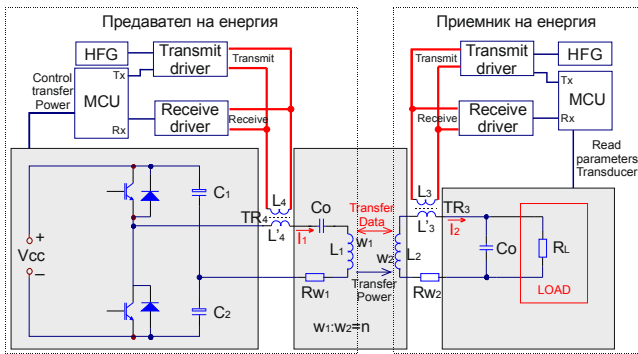 Предавател на енергия
Приемник на енергия
HFG
Transmit
driver
Transmit
Control
transfer
Power
MCU
Tx
Rx
Receive
driver
Receive
Transmit
driver
HFG
Transmit
Receive
driver
Receive
Tx
MCU
Rx
Read
parameters
Transducer
Vcc
+
–
C1
C2
TR4
L4
L'4
I1
Co
L1
w1
Rw1
Transfer
Data
Transfer
Power
w1:w2=n
w2
L2
Rw2
L3
L'3
TR3
I2
Co
RL
LOAD